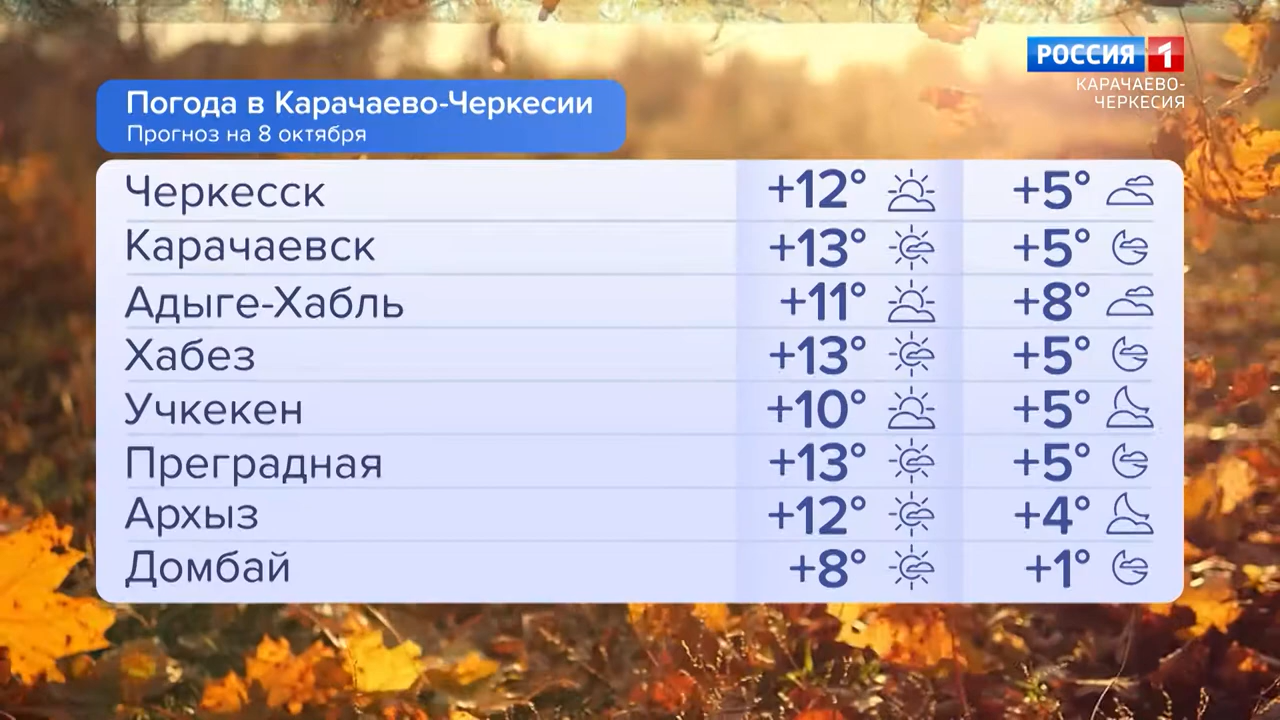 РОССИЯ 1
КАРАЧАЕВО-
ЧЕРКЕСИЯ
Погода в Карачаево-Черкесии
Прогноз на 8 октября
Черкесск +12° +5°
Карачаевск +13° +5°
Адыге-Хабль +11° +8°
Хабез +13° +5°
Учкекен +10° +5°
Преградная +13° +5°
Архыз +12° +4°
Домбай +8° +1°